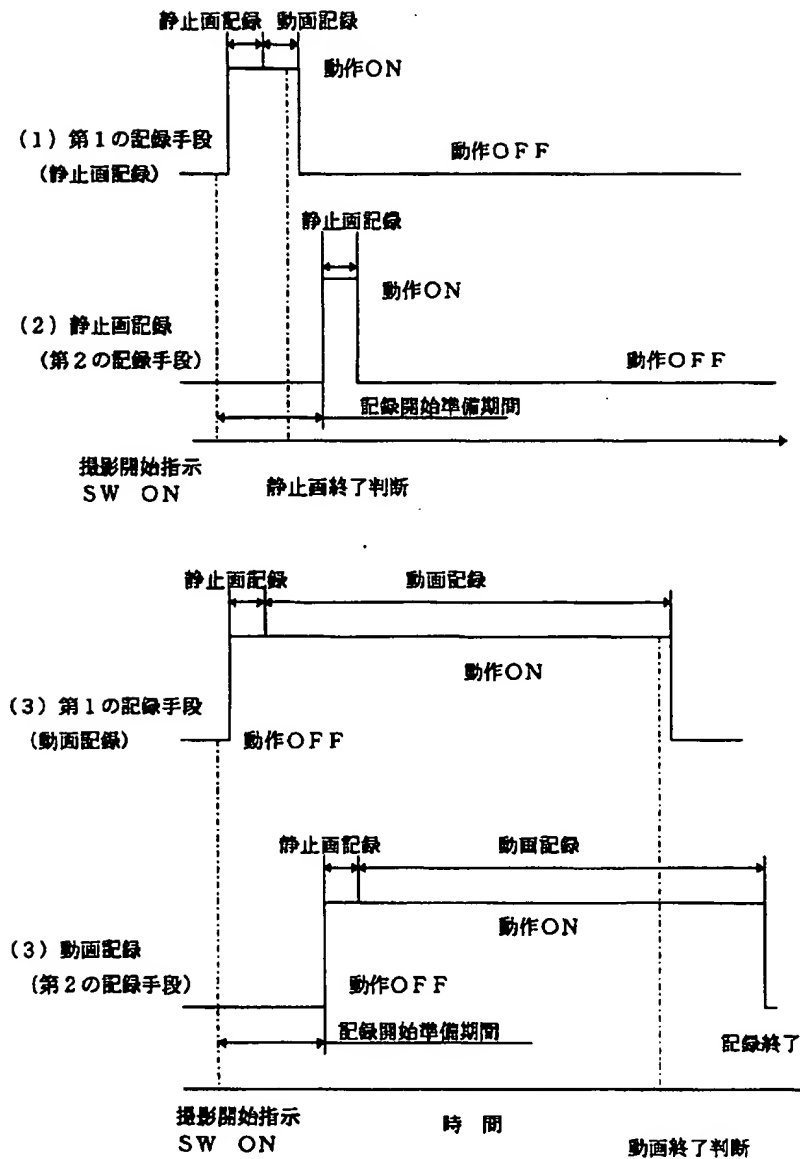 静止画記録 動画記録
動作ON
(1)第1の記録手段
(静止画記録)
動作OFF
静止画記録
動作ON
(2)静止画記録
(第2の記録手段)
動作OFF
記録開始準備期間
撮影開始指示
SW ON
静止画終了判断
静止画記録 動画記録
動作ON
(3)第1の記録手段
(動画記録)
動作OFF
静止画記録 動画記録
動作ON
(3)動画記録
(第2の記録手段)
動作OFF
記録開始準備期間
記録終了
撮影開始指示
SW ON
時 間
動画終了判断